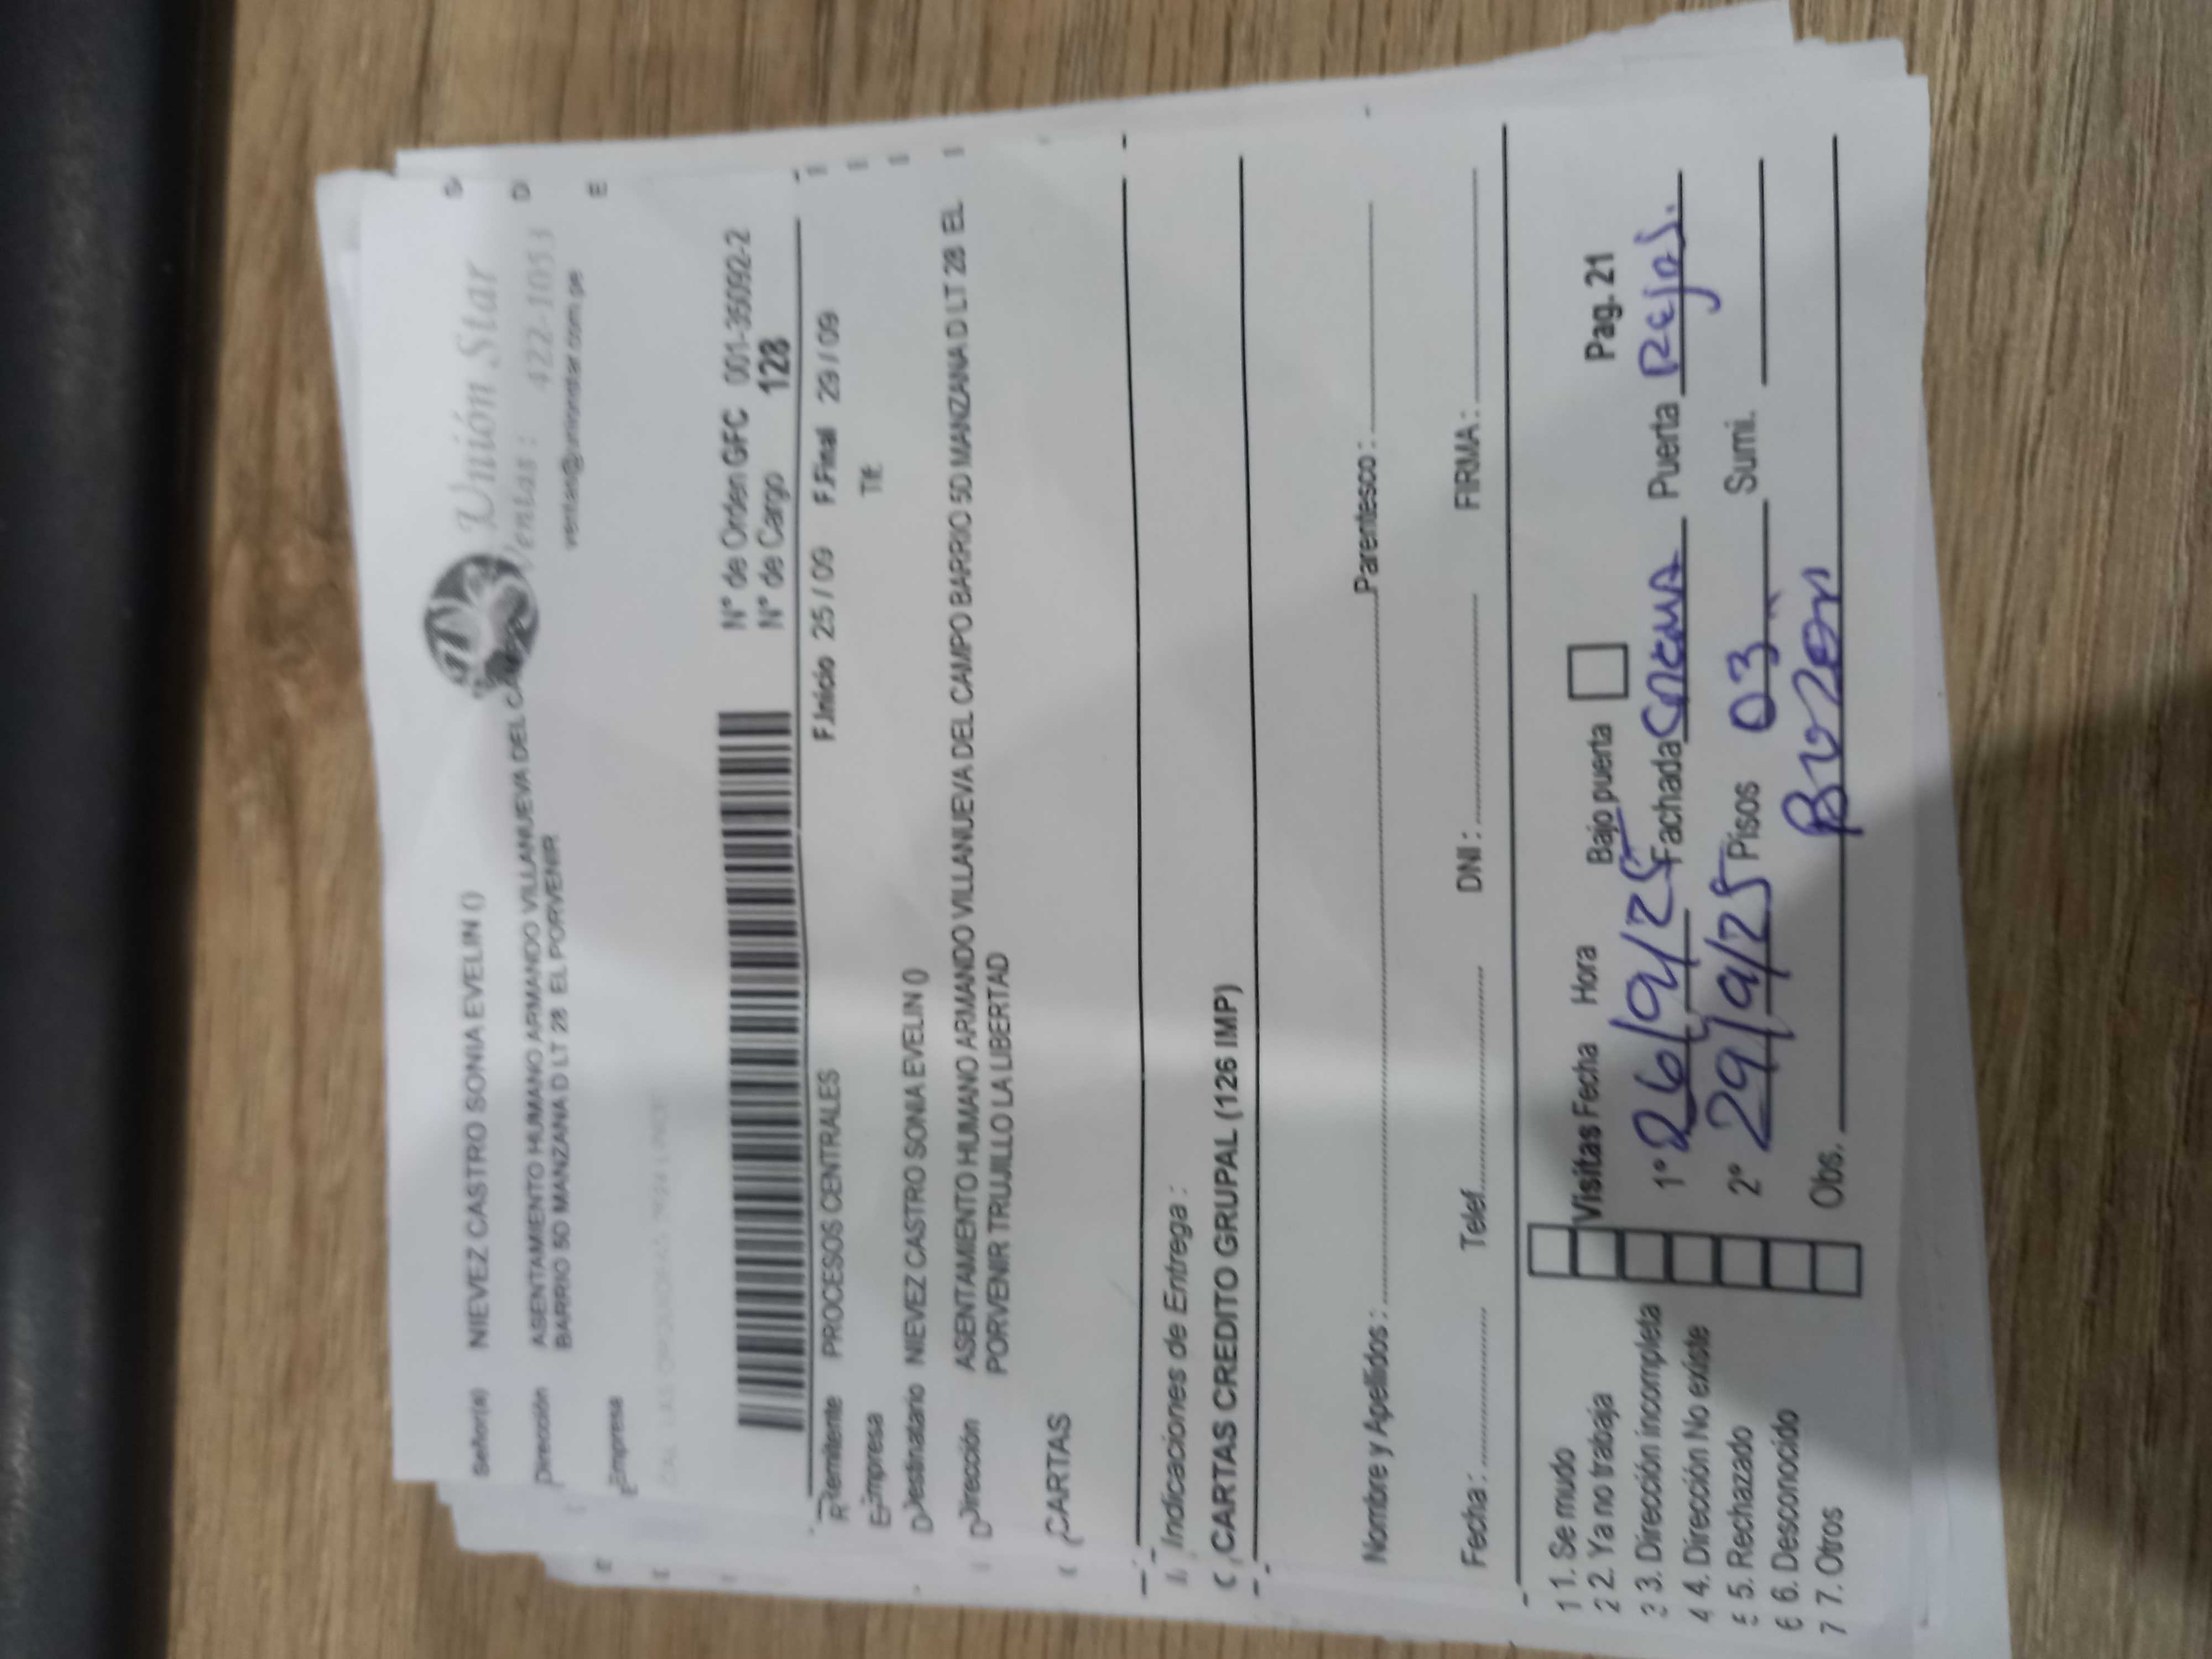 Unión Star
Ventas : 422-1053
ventas@unionstar.com.pe
Señor(a) NIEVEZ CASTRO SONIA EVELIN ()
Dirección ASENTAMIENTO HUMANO ARMANDO VILLANUEVA DEL CA
BARRIO 5D MANZANA D LT 28 EL PORVENIR
Empresa
N° de Orden GFC 001-35092-2
N° de Cargo 128
F.Inicio 25 / 09 F.Final 29 / 09
Remitente PROCESOS CENTRALES
Empresa Tlf:
Destinatario NIEVEZ CASTRO SONIA EVELIN ()
Dirección ASENTAMIENTO HUMANO ARMANDO VILLANUEVA DEL CAMPO BARRIO 5D MANZANA D LT 28 EL
PORVENIR TRUJILLO LA LIBERTAD
CARTAS
Indicaciones de Entrega :
CARTAS CREDITO GRUPAL (126 IMP)
Nombre y Apellidos : Parentesco :
Fecha : Telef. DNI : FIRMA :
1. Se mudo
2. Ya no trabaja Visitas Fecha Hora Bajo puerta Pag. 21
3. Dirección incompleta 1° 26/9/25 Fachada Crema Puerta Rejas.
4. Dirección No existe
5. Rechazado 2° 29/9/25 Pisos 03 Sumi.
6. Desconocido
7. Otros Obs. Buzon